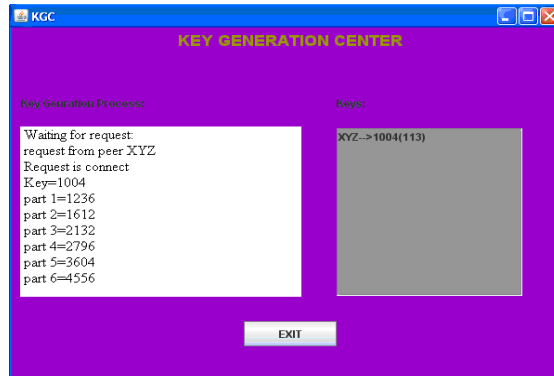 KGC
KEY GENERATION CENTER
Key Genration Process:
Keys:
Waiting for request:
request from peer XYZ
Request is connect
Key=1004
part 1=1236
part 2=1612
part 3=2132
part 4=2796
part 5=3604
part 6=4556
XYZ-->1004(113)
EXIT